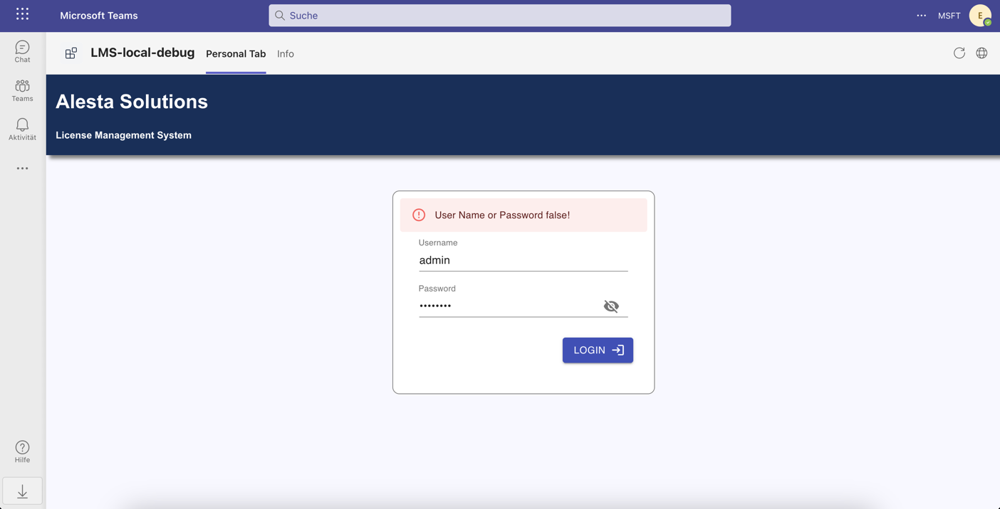 Microsoft Teams
Suche
MSFT
E
Chat
Teams
Aktivität
Hilfe
LMS-local-debug
Personal Tab
Info
Alesta Solutions
License Management System
User Name or Password false!
Username
admin
Password
••••••••
LOGIN